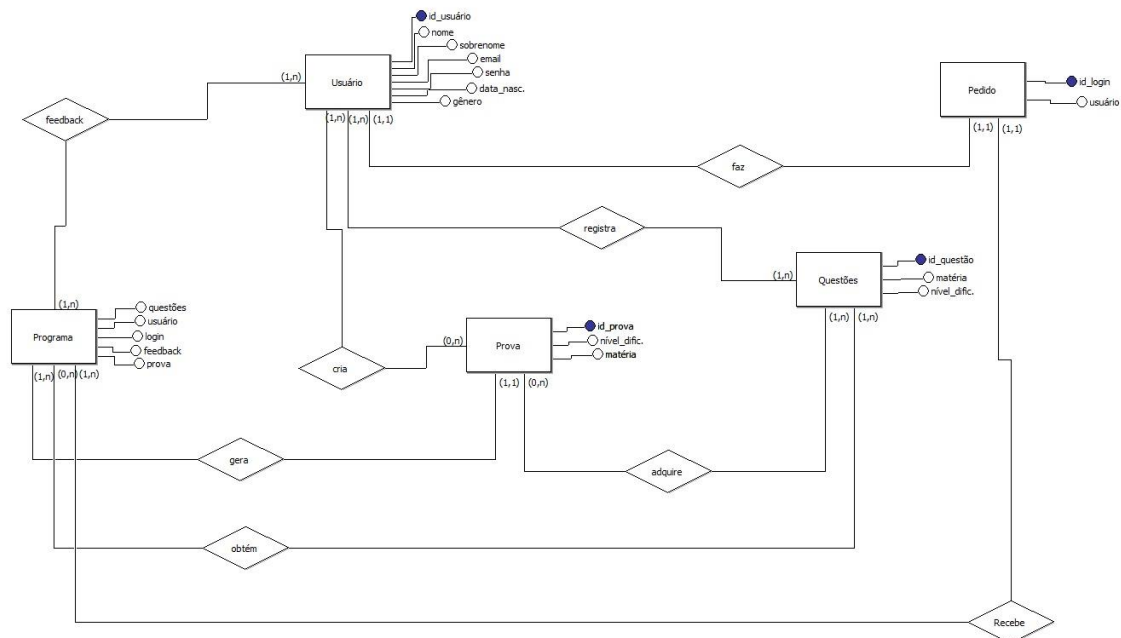 id_usuário
nome
sobrenome
email
senha
data_nasc.
gênero
Usuário
(1,n)
(1,n)
(1,n)
(1,1)
feedback
Pedido
id_login
usuário
(1,1)
(1,1)
faz
registra
(1,n)
Questões
id_questão
matéria
nível_dific.
(1,n)
(1,n)
(1,n)
Programa
questões
usuário
login
feedback
prova
(1,n)
(0,n)
(1,n)
cria
(0,n)
Prova
id_prova
nível_dific.
matéria
(1,1)
(0,n)
gera
adquire
obtém
Recebe